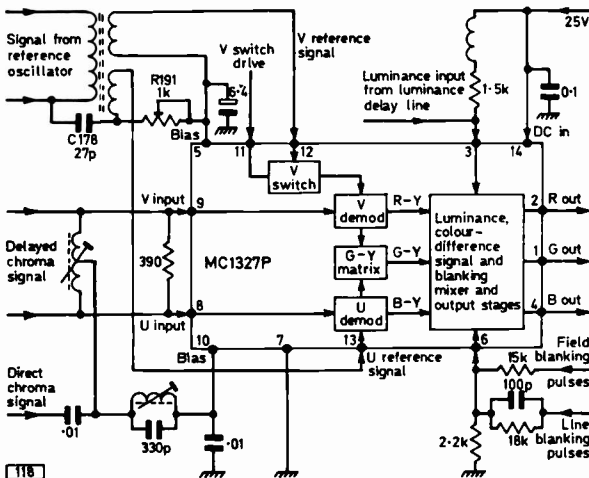 Signal from
reference
oscillator
R191
1k
C178
27p
Bias
5
V switch
drive
11
6·4
V reference
signal
12
Luminance input
from luminance
delay line
1·5k
3
25V
0·1
DC in
14
V
switch
V input
9
V
demod
R-Y
Luminance,
colour-
difference
signal and
blanking
mixer and
output stages
2
R out
Delayed
chroma
signal
390
MC1327P
G-Y
matrix
G-Y
1
G out
U input
8
U
demod
B-Y
4
B out
10
Bias
7
13
U reference
signal
6
Direct
chroma
signal
·01
330p
·01
2·2k
15k
100p
18k
Field
blanking
pulses
Line
blanking
pulses
118